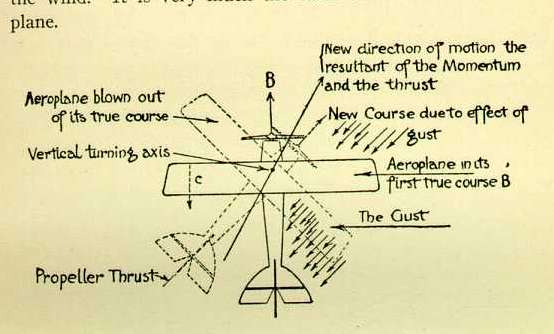 the wind. It is very much the
plane.
New direction of motion the
resultant of the Momentum
and the thrust
B
Aeroplane blown out
of its true course
New Course due to effect of
gust
Vertical turning axis
Aeroplane in its
first true course B
c
The Gust
Propeller Thrust